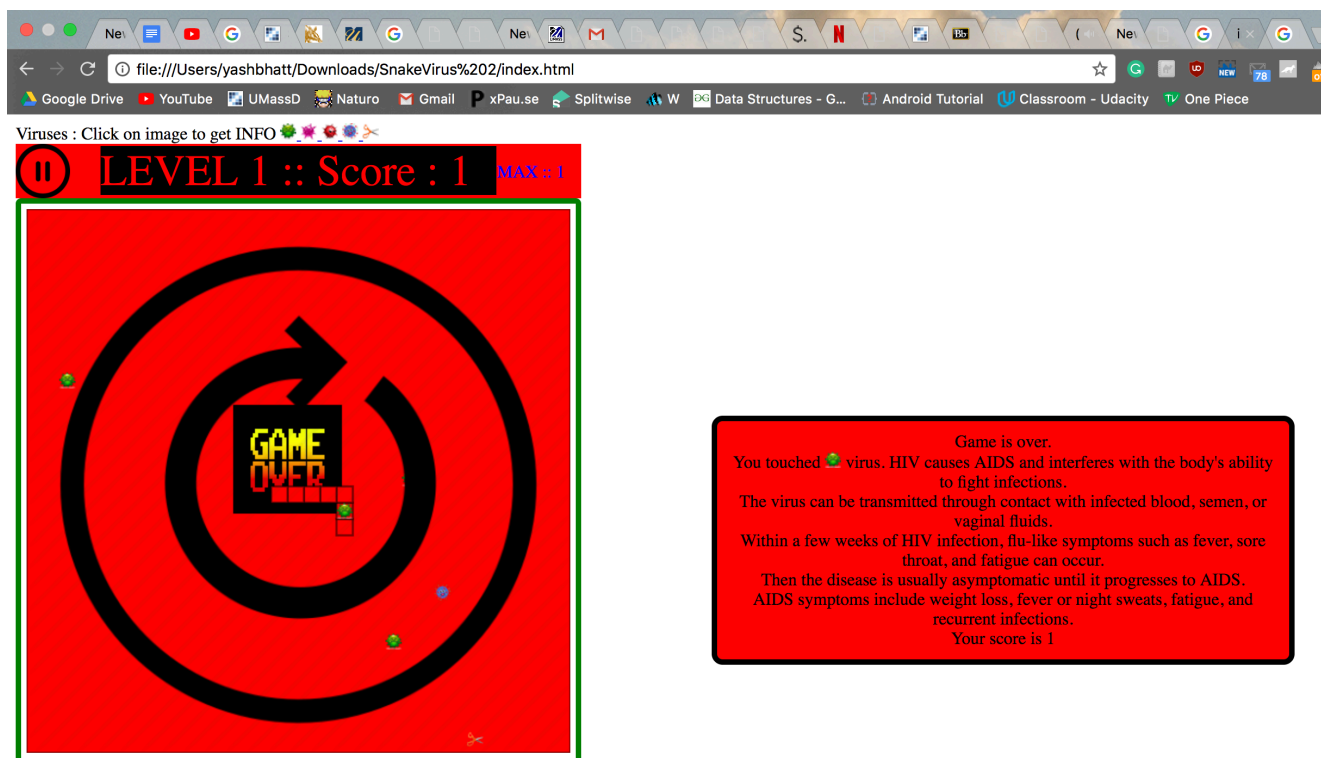 Nev
G
G
Nev
$.
N
Bb
(
Nev
G
i
G
file:///Users/yashbhatt/Downloads/SnakeVirus%202/index.html
NEW
78
Google Drive
YouTube
UMassD
Naturo
Gmail
xPau.se
Splitwise
W
Data Structures - G...
Android Tutorial
Classroom - Udacity
One Piece
Viruses : Click on image to get INFO
LEVEL 1 :: Score : 1
MAX :: 1
GAME
OVER
Game is over.
You touched virus. HIV causes AIDS and interferes with the body's ability
to fight infections.
The virus can be transmitted through contact with infected blood, semen, or
vaginal fluids.
Within a few weeks of HIV infection, flu-like symptoms such as fever, sore
throat, and fatigue can occur.
Then the disease is usually asymptomatic until it progresses to AIDS.
AIDS symptoms include weight loss, fever or night sweats, fatigue, and
recurrent infections.
Your score is 1